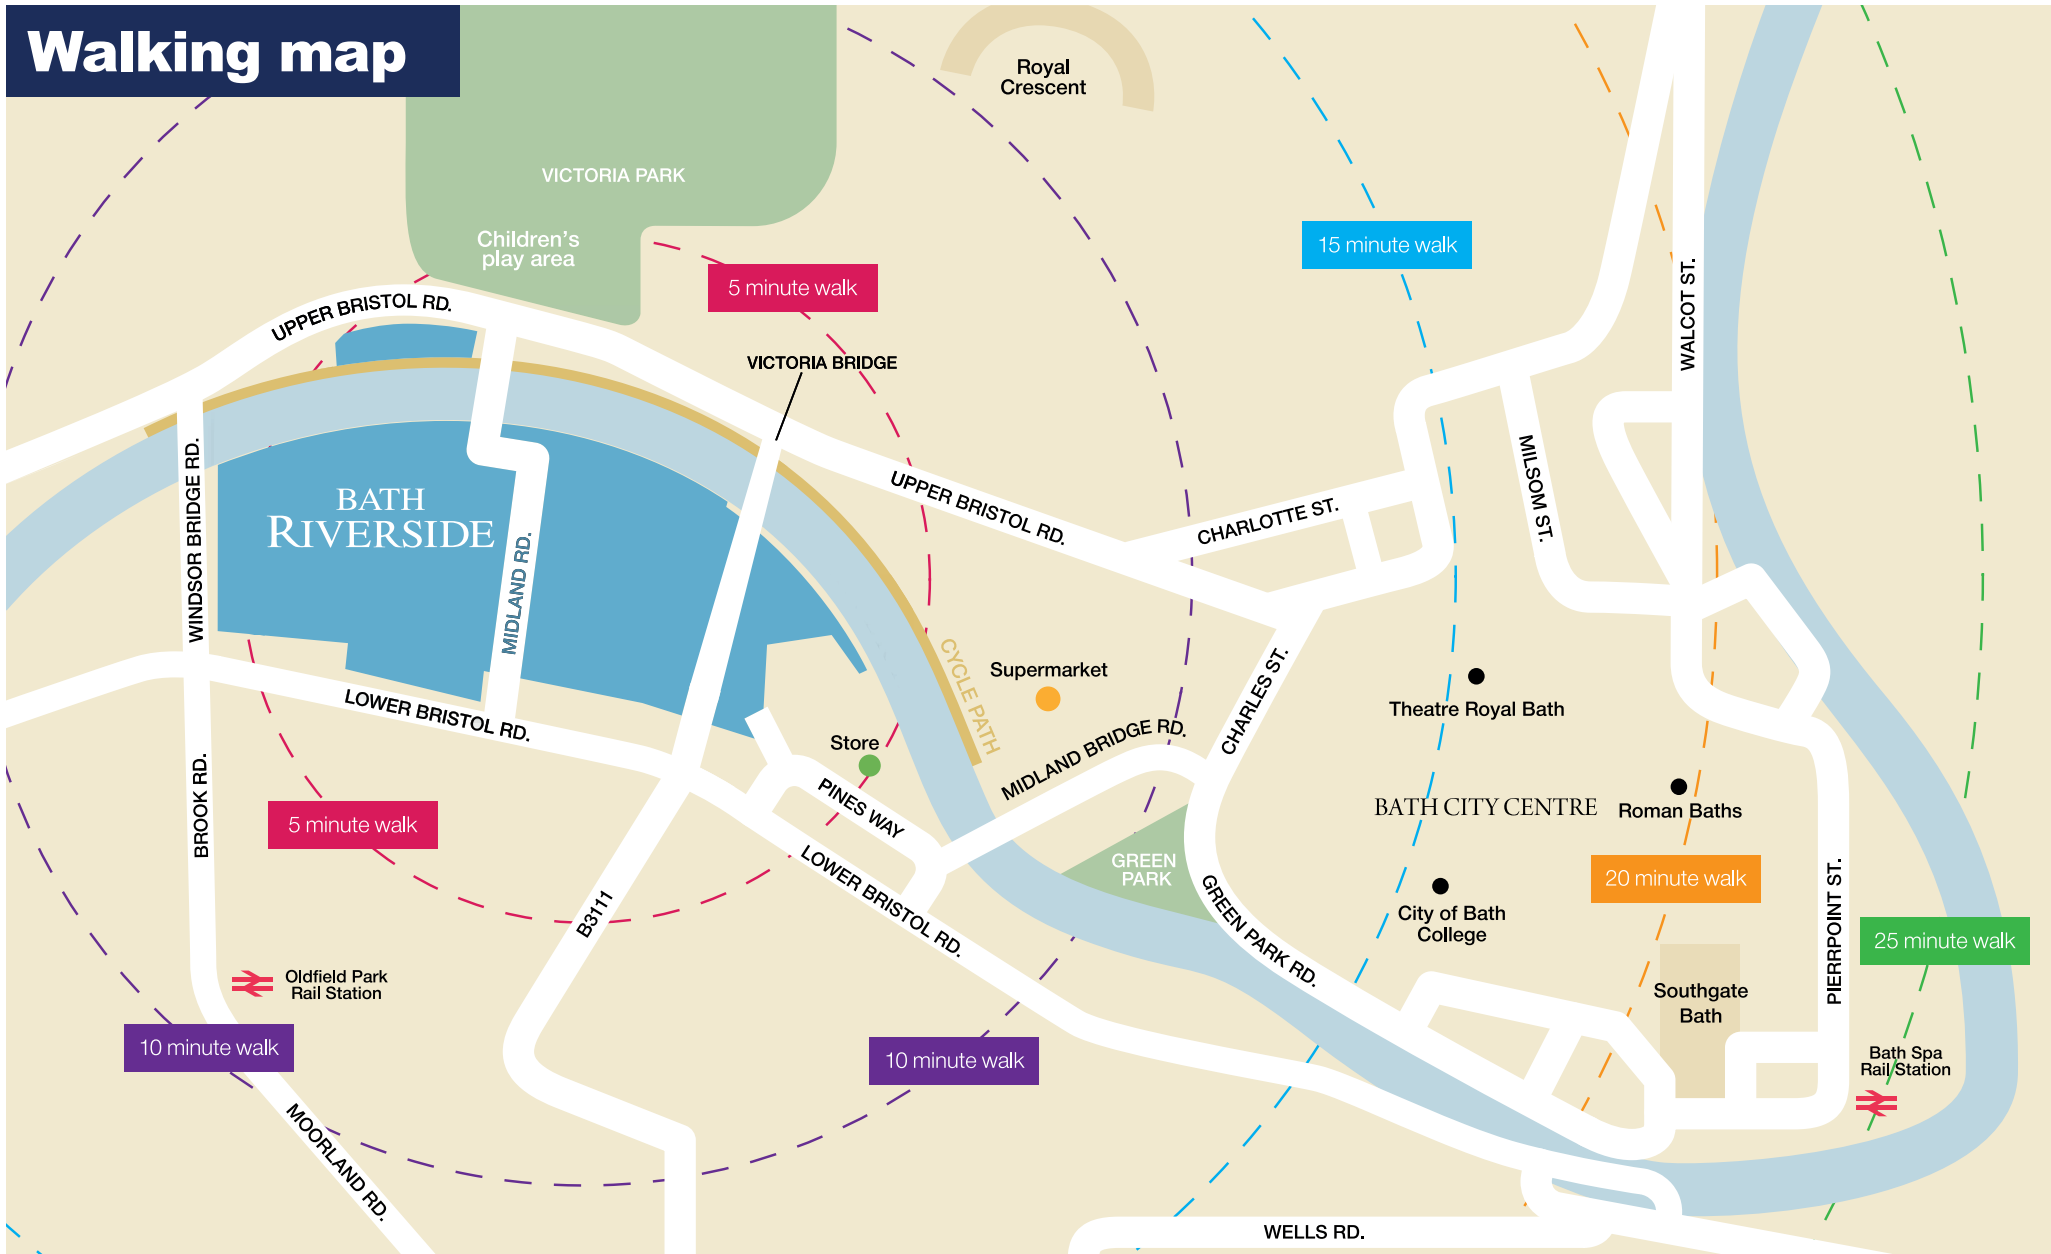 Walking map
Royal
Crescent
VICTORIA PARK
Children's
play area
15 minute walk
5 minute walk
UPPER BRISTOL RD.
VICTORIA BRIDGE
WALCOT ST.
BATH
RIVERSIDE
WINDSOR BRIDGE RD.
MIDLAND RD.
UPPER BRISTOL RD.
CHARLOTTE ST.
MILSOM ST.
CYCLE PATH
Supermarket
CHARLES ST.
Theatre Royal Bath
LOWER BRISTOL RD.
Store
MIDLAND BRIDGE RD.
BROOK RD.
PINES WAY
BATH CITY CENTRE
Roman Baths
5 minute walk
GREEN
PARK
LOWER BRISTOL RD.
20 minute walk
B3111
City of Bath
College
GREEN PARK RD.
PIERRPOINT ST.
25 minute walk
Oldfield Park
Rail Station
Southgate
Bath
10 minute walk
10 minute walk
Bath Spa
Rail Station
MOORLAND RD.
WELLS RD.